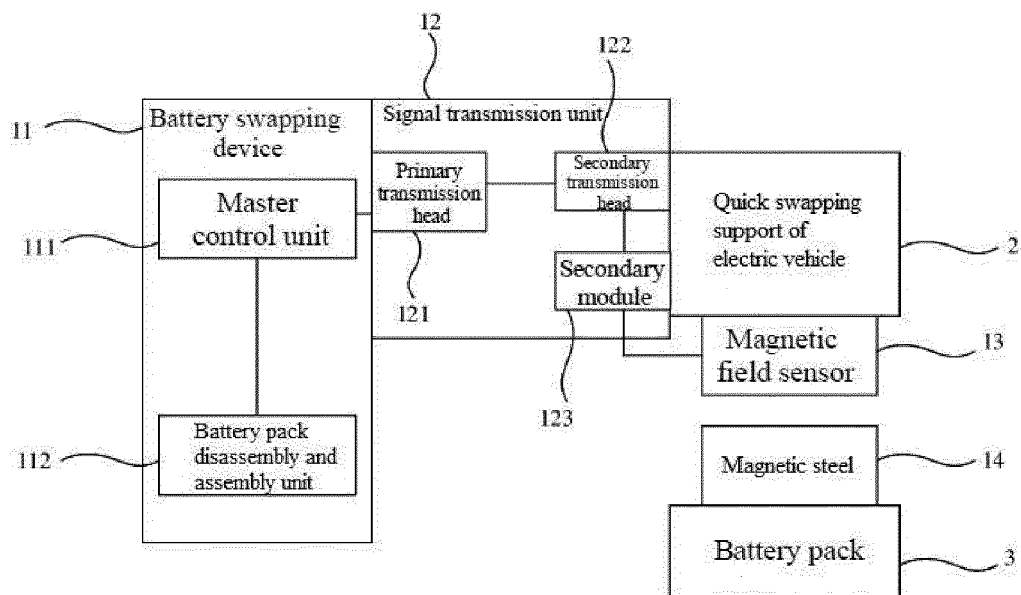 12
122
11
Battery swapping
device
Signal transmission unit
Primary
transmission
head
Secondary
transmission
head
Master
control unit
111
121
Secondary
module
123
Quick swapping
support of
electric vehicle
2
Magnetic
field sensor
13
Battery pack
disassembly and
assembly unit
112
Magnetic steel
14
Battery pack
3